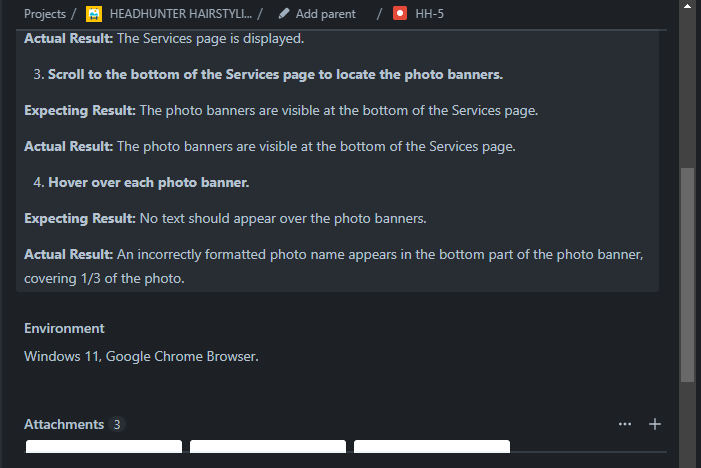 Projects / HEADHUNTER HAIRSTYLI... / Add parent / HH-5
Actual Result: The Services page is displayed.
3. Scroll to the bottom of the Services page to locate the photo banners.
Expecting Result: The photo banners are visible at the bottom of the Services page.
Actual Result: The photo banners are visible at the bottom of the Services page.
4. Hover over each photo banner.
Expecting Result: No text should appear over the photo banners.
Actual Result: An incorrectly formatted photo name appears in the bottom part of the photo banner,
covering 1/3 of the photo.
Environment
Windows 11, Google Chrome Browser.
Attachments 3